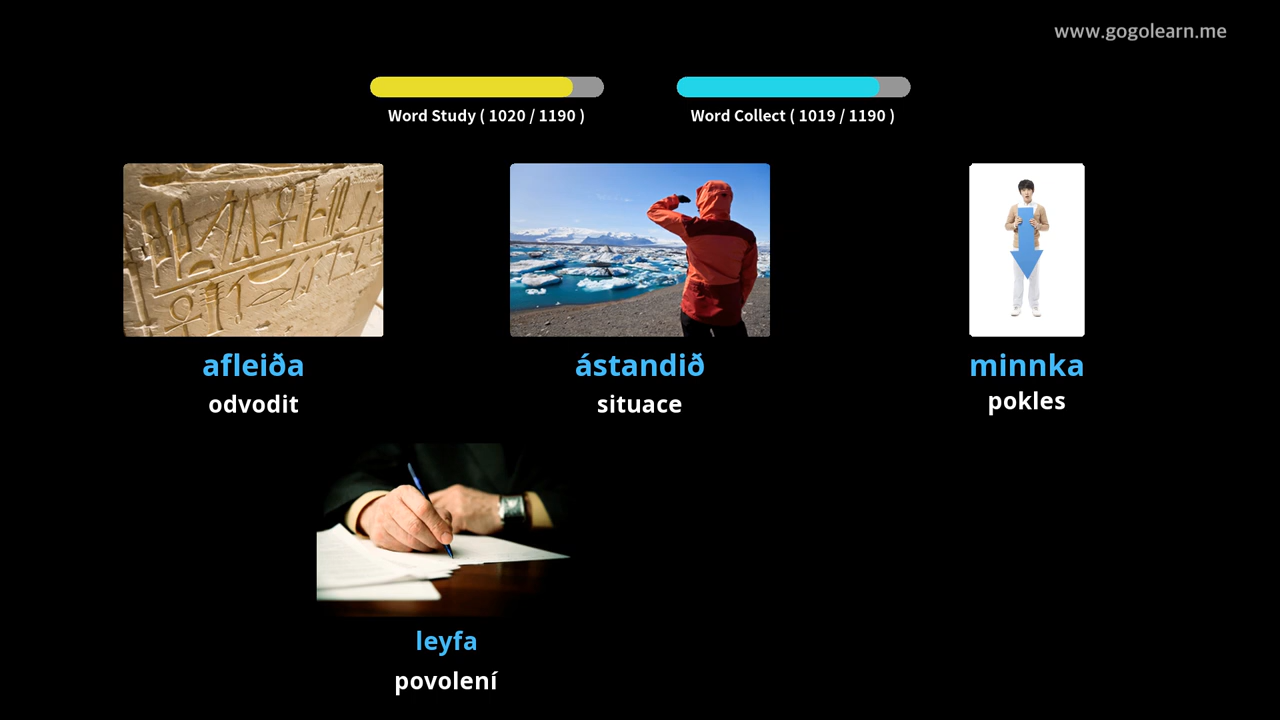 www.gogolearn.me
Word Study ( 1020 / 1190 )
Word Collect ( 1019 / 1190 )
afleiða
odvodit
ástandið
situace
minnka
pokles
leyfa
povolení